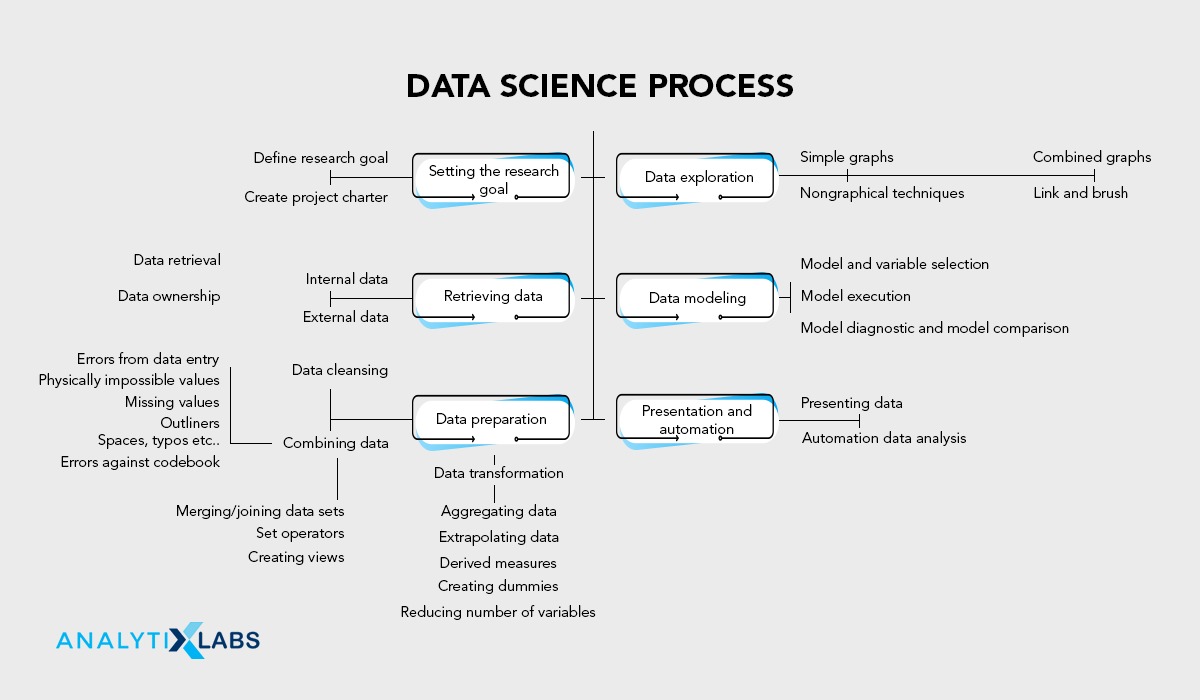 DATA SCIENCE PROCESS
Define research goal
Create project charter
Setting the research
goal
Data exploration
Simple graphs
Nongraphical techniques
Combined graphs
Link and brush
Data retrieval
Data ownership
Internal data
External data
Retrieving data
Data modeling
Model and variable selection
Model execution
Model diagnostic and model comparison
Errors from data entry
Physically impossible values
Missing values
Outliners
Spaces, typos etc..
Errors against codebook
Data cleansing
Combining data
Data preparation
Presentation and
automation
Presenting data
Automation data analysis
Merging/joining data sets
Set operators
Creating views
Data transformation
Aggregating data
Extrapolating data
Derived measures
Creating dummies
Reducing number of variables
ANALYTIXLABS